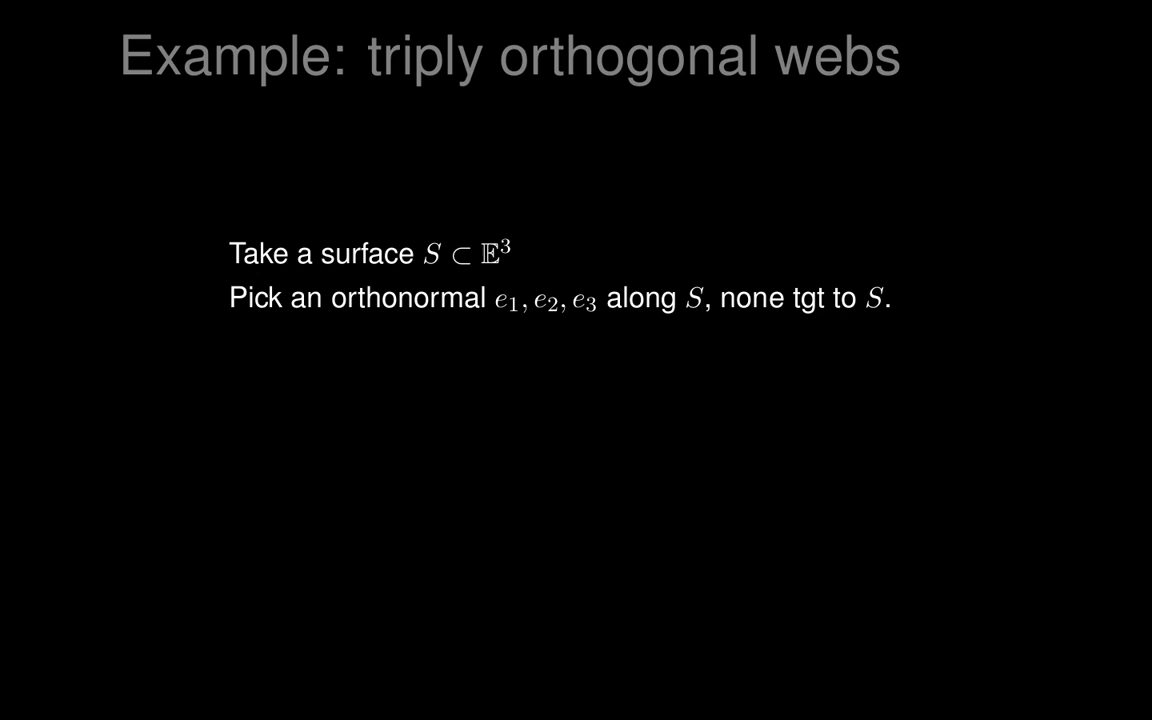 Example: triply orthogonal webs
Take a surface S ⊂ 𝔼³
Pick an orthonormal e₁, e₂, e₃ along S, none tgt to S.